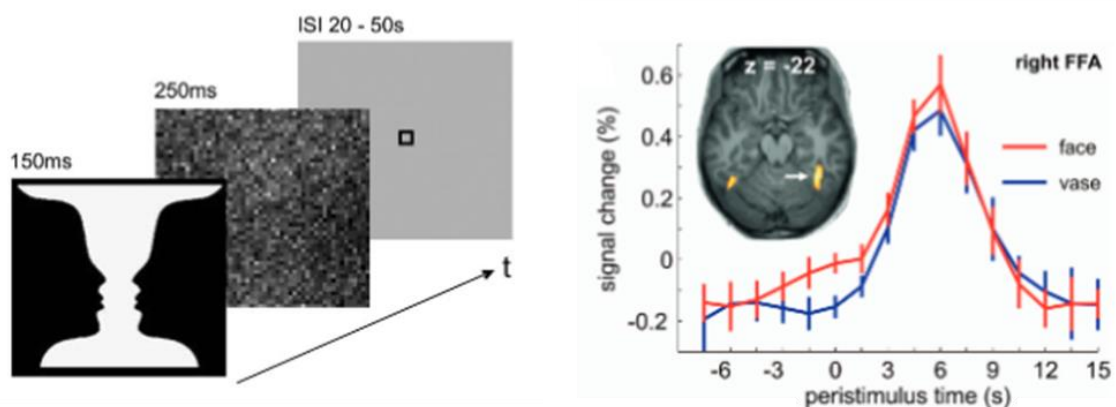 ISI 20 - 50s
250ms
150ms
t
z = -22
right FFA
face
vase
signal change (%)
0.6
0.4
0.2
0
-0.2
-6 -3 0 3 6 9 12 15
peristimulus time (s)